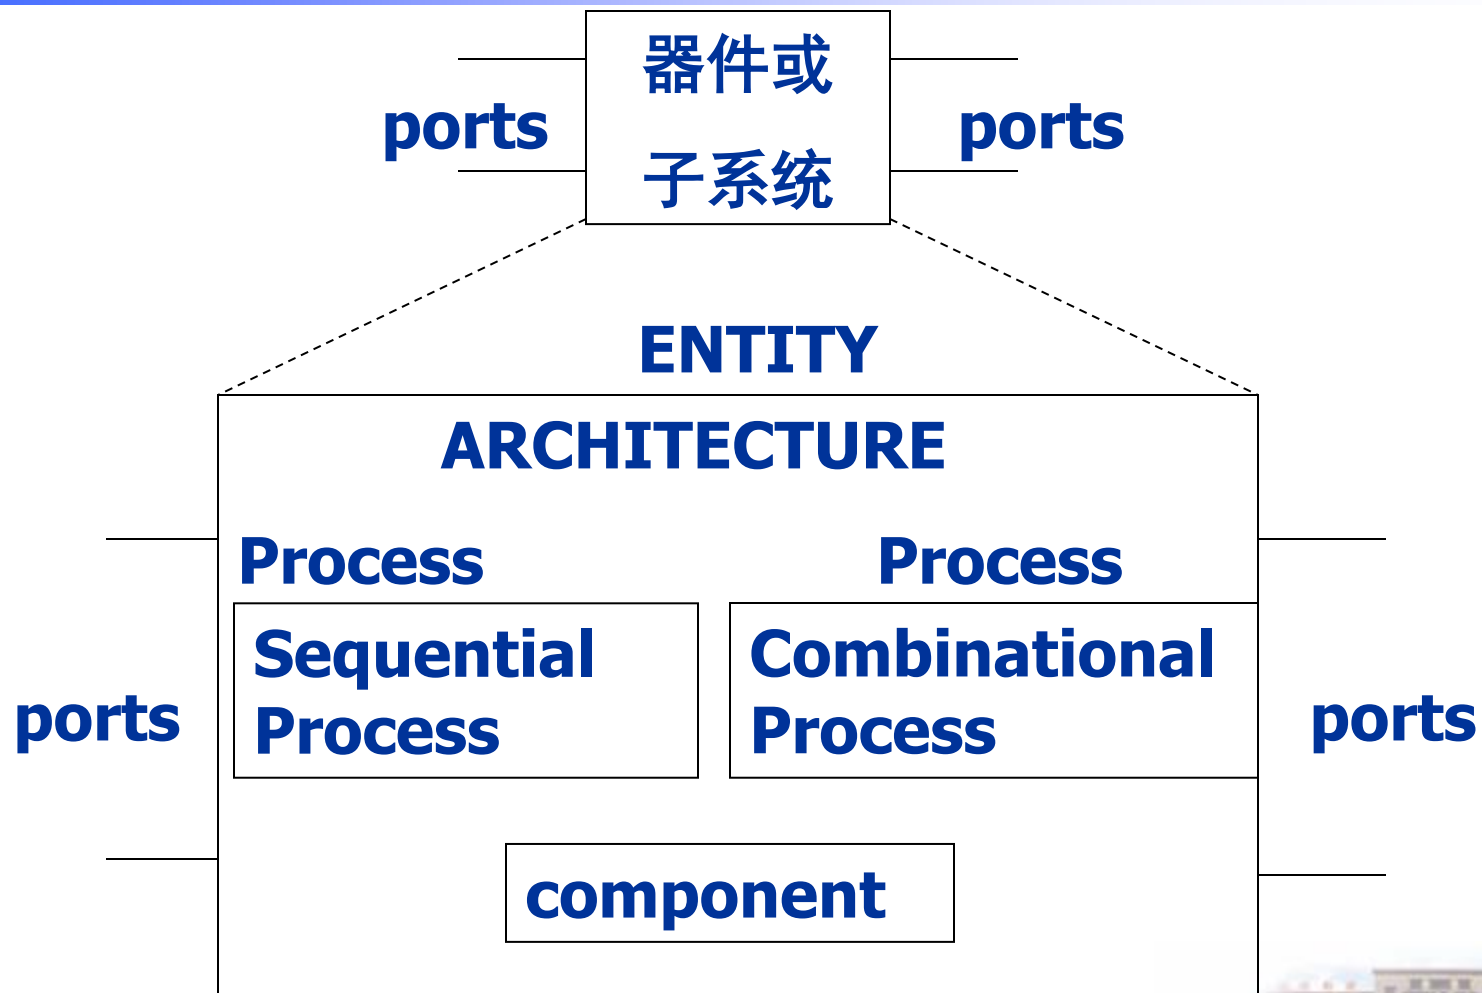 器件或
ports
ports
子系统
ENTITY
ARCHITECTURE
Process
Process
Sequential
Process
Combinational
Process
ports
ports
component